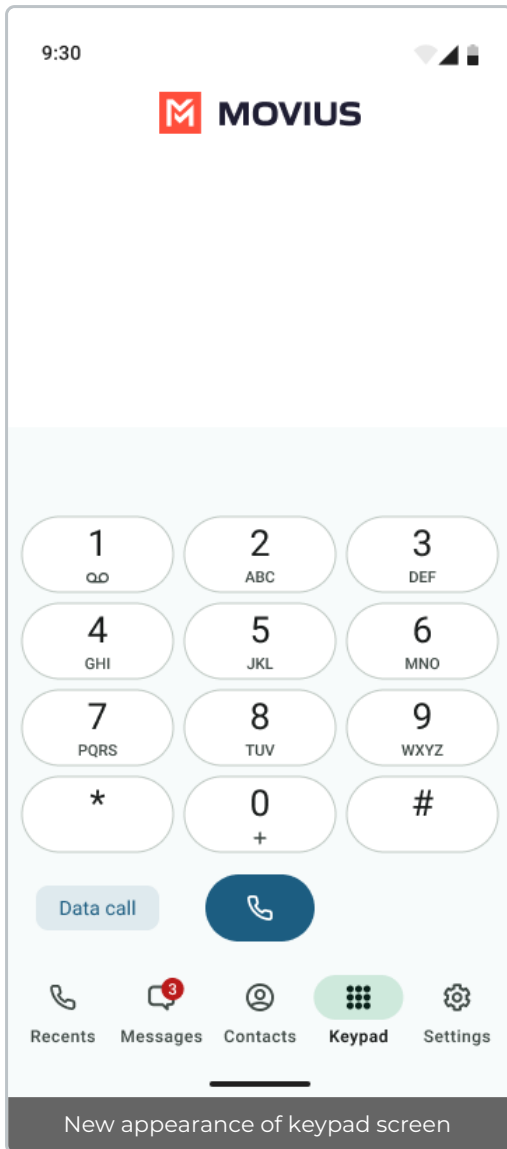 9:30
MOVIUS
1 2 3
ABC DEF
4 5 6
GHI JKL MNO
7 8 9
PQRS TUV WXYZ
* 0 #
+
Data call
3
Recents Messages Contacts Keypad Settings
New appearance of keypad screen